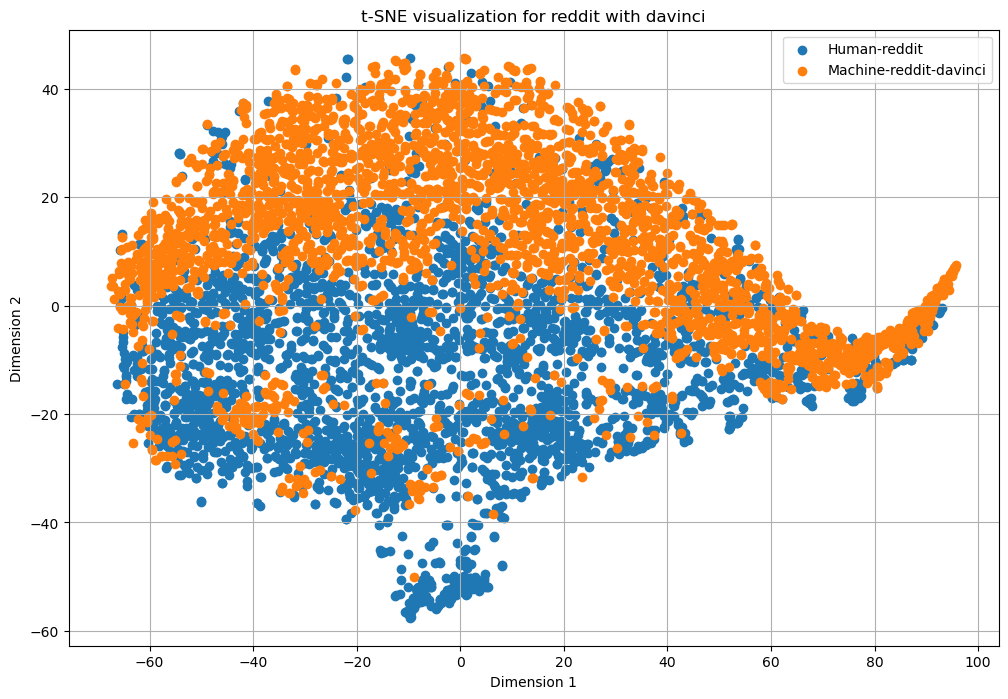 t-SNE visualization for reddit with davinci
Human-reddit
Machine-reddit-davinci
40
20
0
−20
−40
−60
Dimension 2
−60 −40 −20 0 20 40 60 80 100
Dimension 1